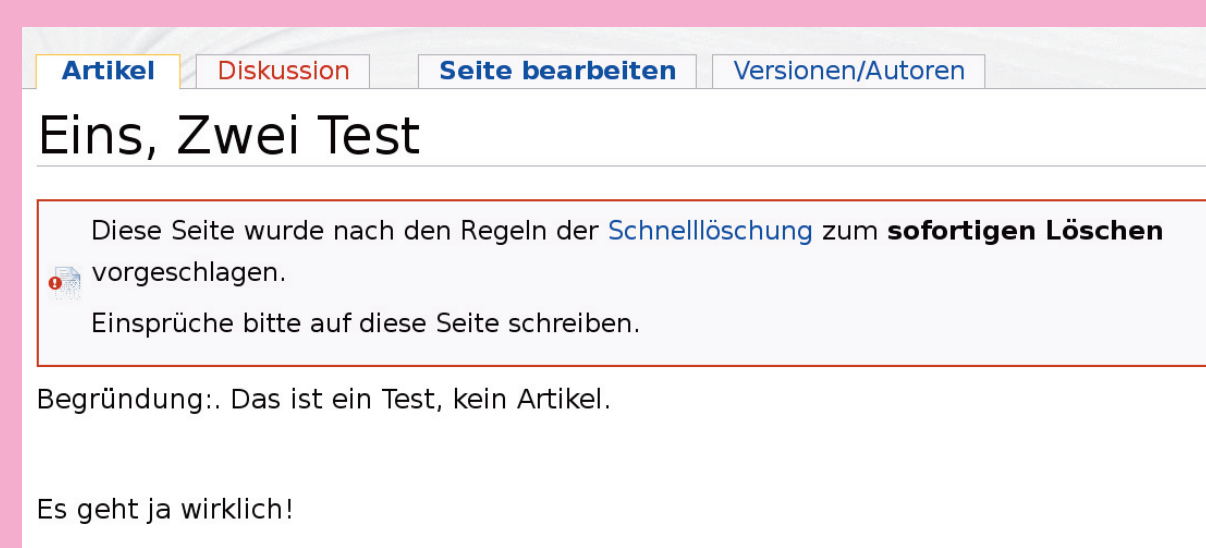 Artikel Diskussion Seite bearbeiten Versionen/Autoren
Eins, Zwei Test
Diese Seite wurde nach den Regeln der Schnelllöschung zum sofortigen Löschen
vorgeschlagen.
Einsprüche bitte auf diese Seite schreiben.
Begründung:. Das ist ein Test, kein Artikel.
Es geht ja wirklich!